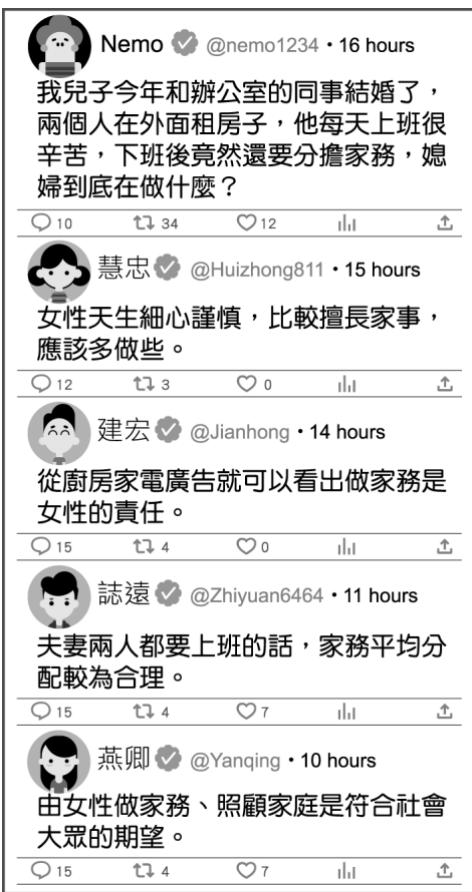 Nemo @nemo1234 • 16 hours
我兒子今年和辦公室的同事結婚了，
兩個人在外面租房子，他每天上班很
辛苦，下班後竟然還要分擔家務，媳
婦到底在做什麼？
10 34 12
慧忠 @Huizhong811 • 15 hours
女性天生細心謹慎，比較擅長家事，
應該多做些。
12 3 0
建宏 @Jianhong • 14 hours
從廚房家電廣告就可以看出做家務是
女性的責任。
15 4 0
誌遠 @Zhiyuan6464 • 11 hours
夫妻兩人都要上班的話，家務平均分
配較為合理。
15 4 7
燕卿 @Yanqing • 10 hours
由女性做家務、照顧家庭是符合社會
大眾的期望。
15 4 7